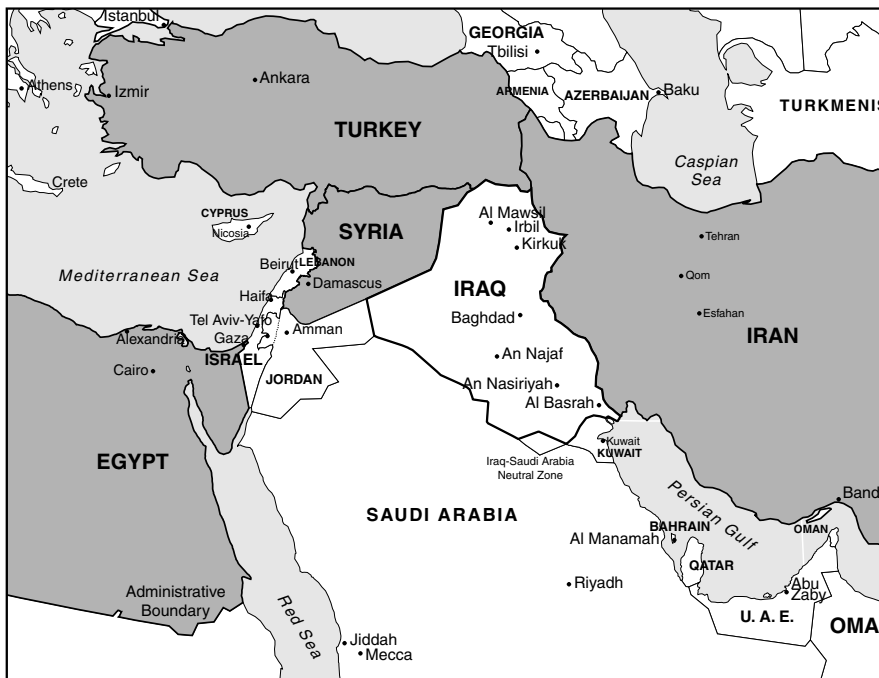 Istanbul
GEORGIA
Tbilisi
Athens
Izmir
Ankara
ARMENIA
AZERBAIJAN
Baku
TURKMENIS
TURKEY
Caspian
Sea
Crete
CYPRUS
Nicosia
SYRIA
Al Mawsil
Irbil
Kirkuk
Tehran
Mediterranean Sea
Beirut
LEBANON
Damascus
Qom
Haifa
IRAQ
Baghdad
Esfahan
IRAN
Tel Aviv-Yafo
Amman
Alexandria
Gaza
ISRAEL
Cairo
JORDAN
An Najaf
An Nasiriyah
Al Basrah
Kuwait
KUWAIT
EGYPT
Iraq-Saudi Arabia
Neutral Zone
SAUDI ARABIA
Persian Gulf
Band
BAHRAIN
OMAN
Al Manamah
QATAR
Riyadh
Abu
Zaby
Administrative
Boundary
Red Sea
U. A. E.
OMA
Jiddah
Mecca